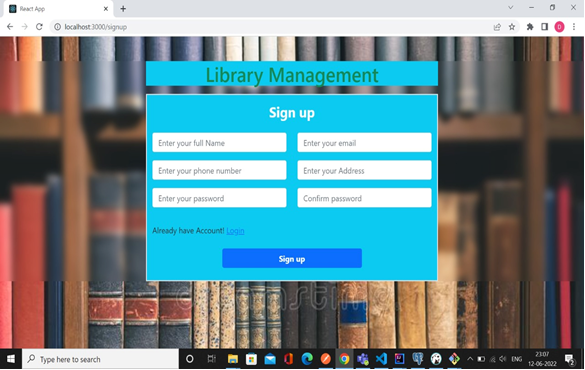 React App
localhost:3000/signup
D
Library Management
Sign up
Enter your full Name
Enter your email
Enter your phone number
Enter your Address
Enter your password
Confirm password
Already have Account! Login
Sign up
Type here to search
ENG
23:07
12-06-2022
2